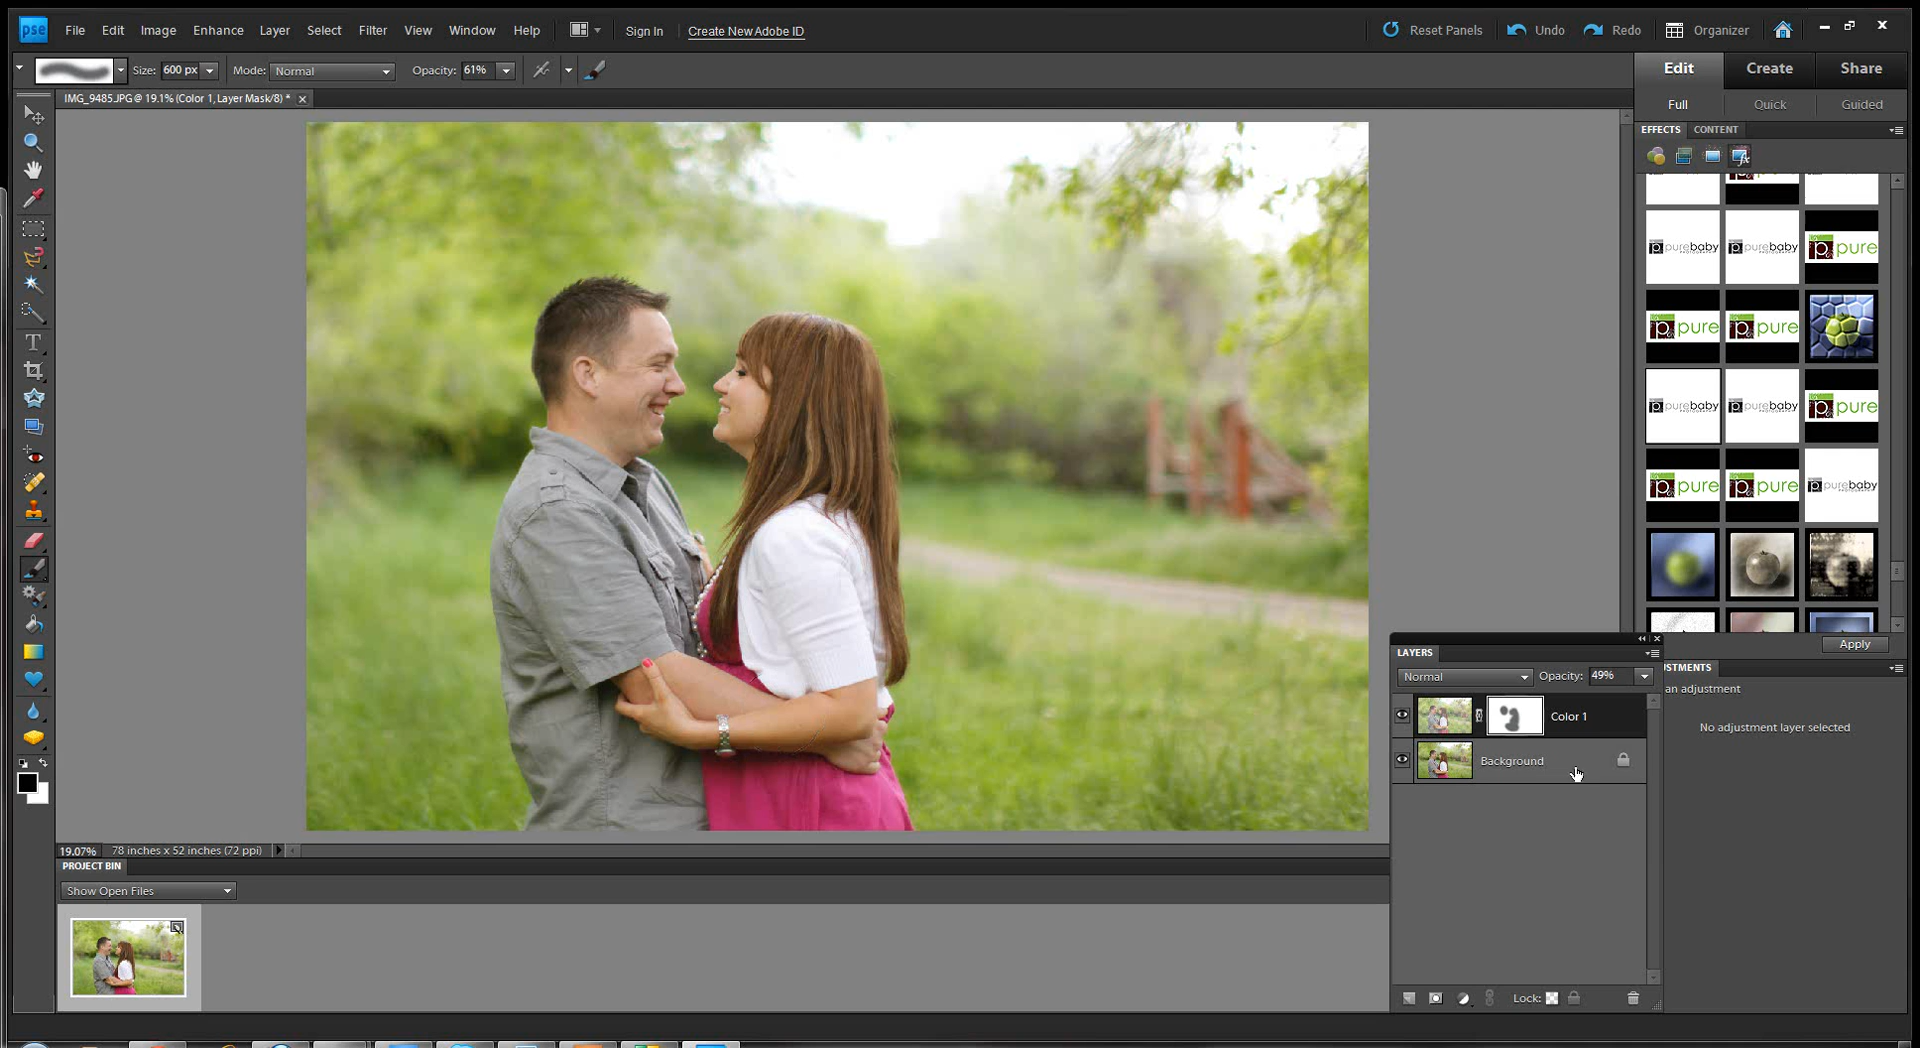 pse File Edit Image Enhance Layer Select Filter View Window Help Sign In Create New Adobe ID Reset Panels Undo Redo Organizer
Size: 600 px Mode: Normal Opacity: 61%
Edit Create Share
IMG_9485.JPG @ 19.1% (Color 1, Layer Mask/8) *
Full Quick Guided
EFFECTS CONTENT
purebaby purebaby pure
pure pure
purebaby purebaby pure
pure pure purebaby
Apply
LAYERS
USTMENTS
Normal Opacity: 49%
an adjustment
Color 1
No adjustment layer selected
Background
19.07% 78 inches x 52 inches (72 ppi)
PROJECT BIN
Show Open Files
Lock: